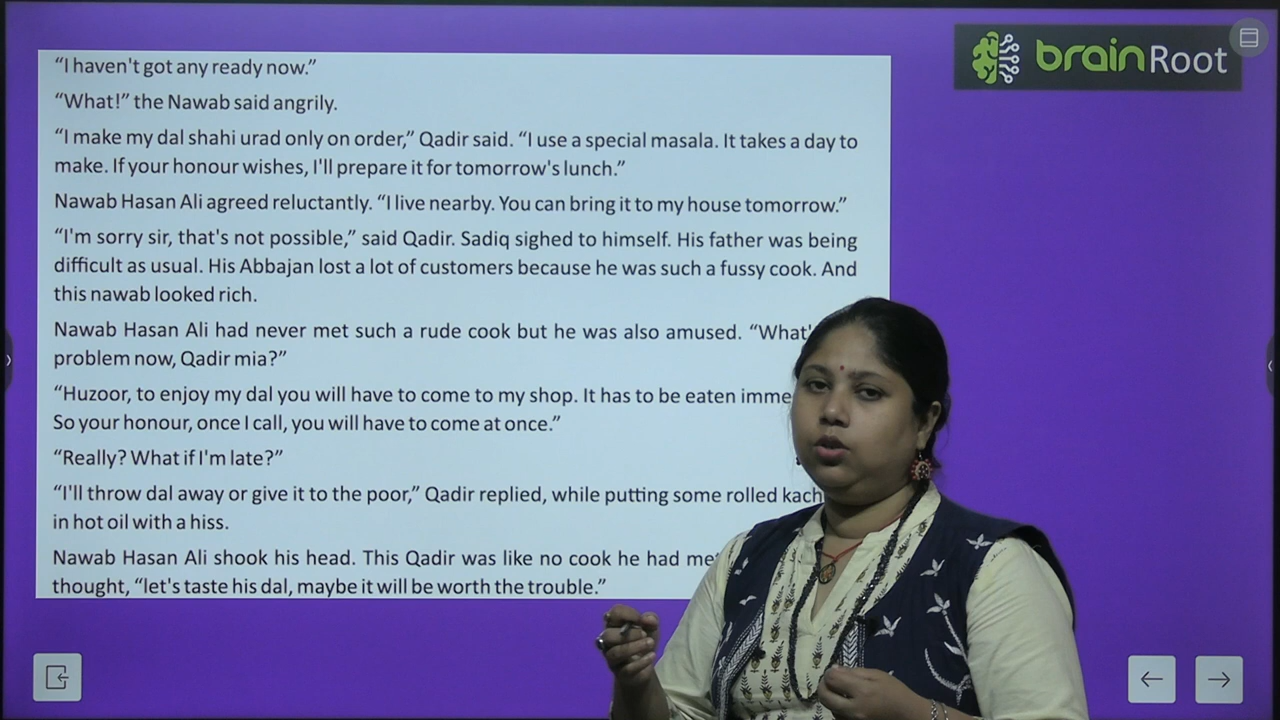 brainRoot
“I haven't got any ready now.”
“What!” the Nawab said angrily.
“I make my dal shahi urad only on order,” Qadir said. “I use a special masala. It takes a day to
make. If your honour wishes, I'll prepare it for tomorrow's lunch.”
Nawab Hasan Ali agreed reluctantly. “I live nearby. You can bring it to my house tomorrow.”
“I'm sorry sir, that's not possible,” said Qadir. Sadiq sighed to himself. His father was being
difficult as usual. His Abbajan lost a lot of customers because he was such a fussy cook. And
this nawab looked rich.
Nawab Hasan Ali had never met such a rude cook but he was also amused. “What'
problem now, Qadir mia?”
“Huzoor, to enjoy my dal you will have to come to my shop. It has to be eaten
So your honour, once I call, you will have to come at once.”
“Really? What if I'm late?”
“I'll throw dal away or give it to the poor,” Qadir replied, while putting some rolled
in hot oil with a hiss.
Nawab Hasan Ali shook his head. This Qadir was like no cook he had
thought, “let's taste his dal, maybe it will be worth the trouble.”